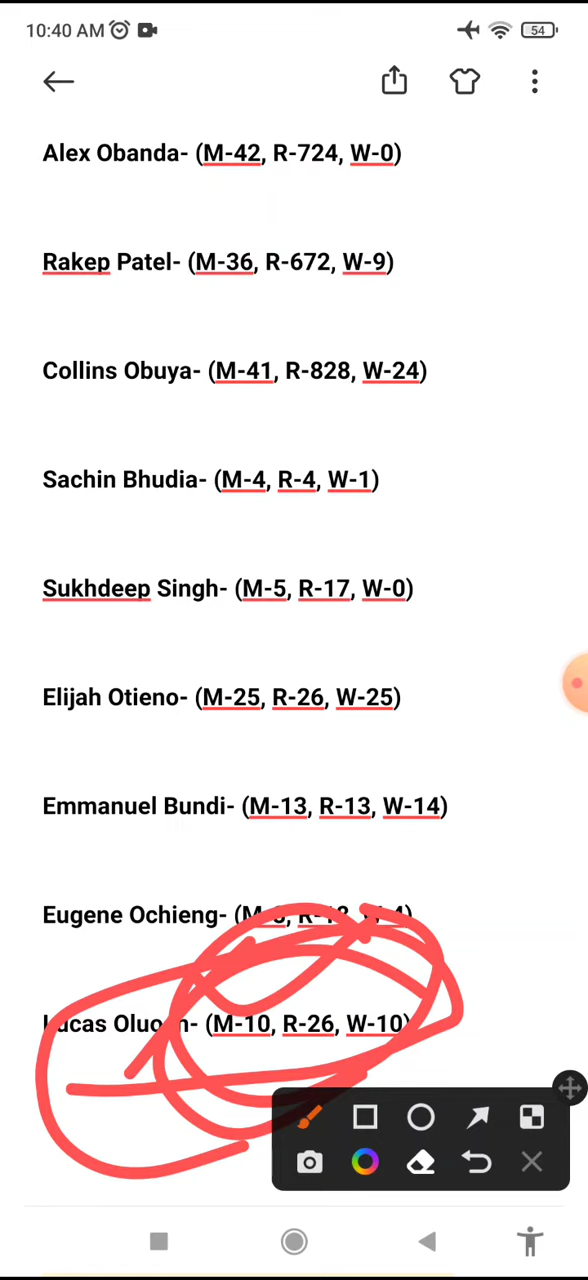 10:40 AM
54
Alex Obanda- (M-42, R-724, W-0)
Rakep Patel- (M-36, R-672, W-9)
Collins Obuya- (M-41, R-828, W-24)
Sachin Bhudia- (M-4, R-4, W-1)
Sukhdeep Singh- (M-5, R-17, W-0)
Elijah Otieno- (M-25, R-26, W-25)
Emmanuel Bundi- (M-13, R-13, W-14)
Eugene Ochieng-
Lucas (M-10, R-26, W-10)